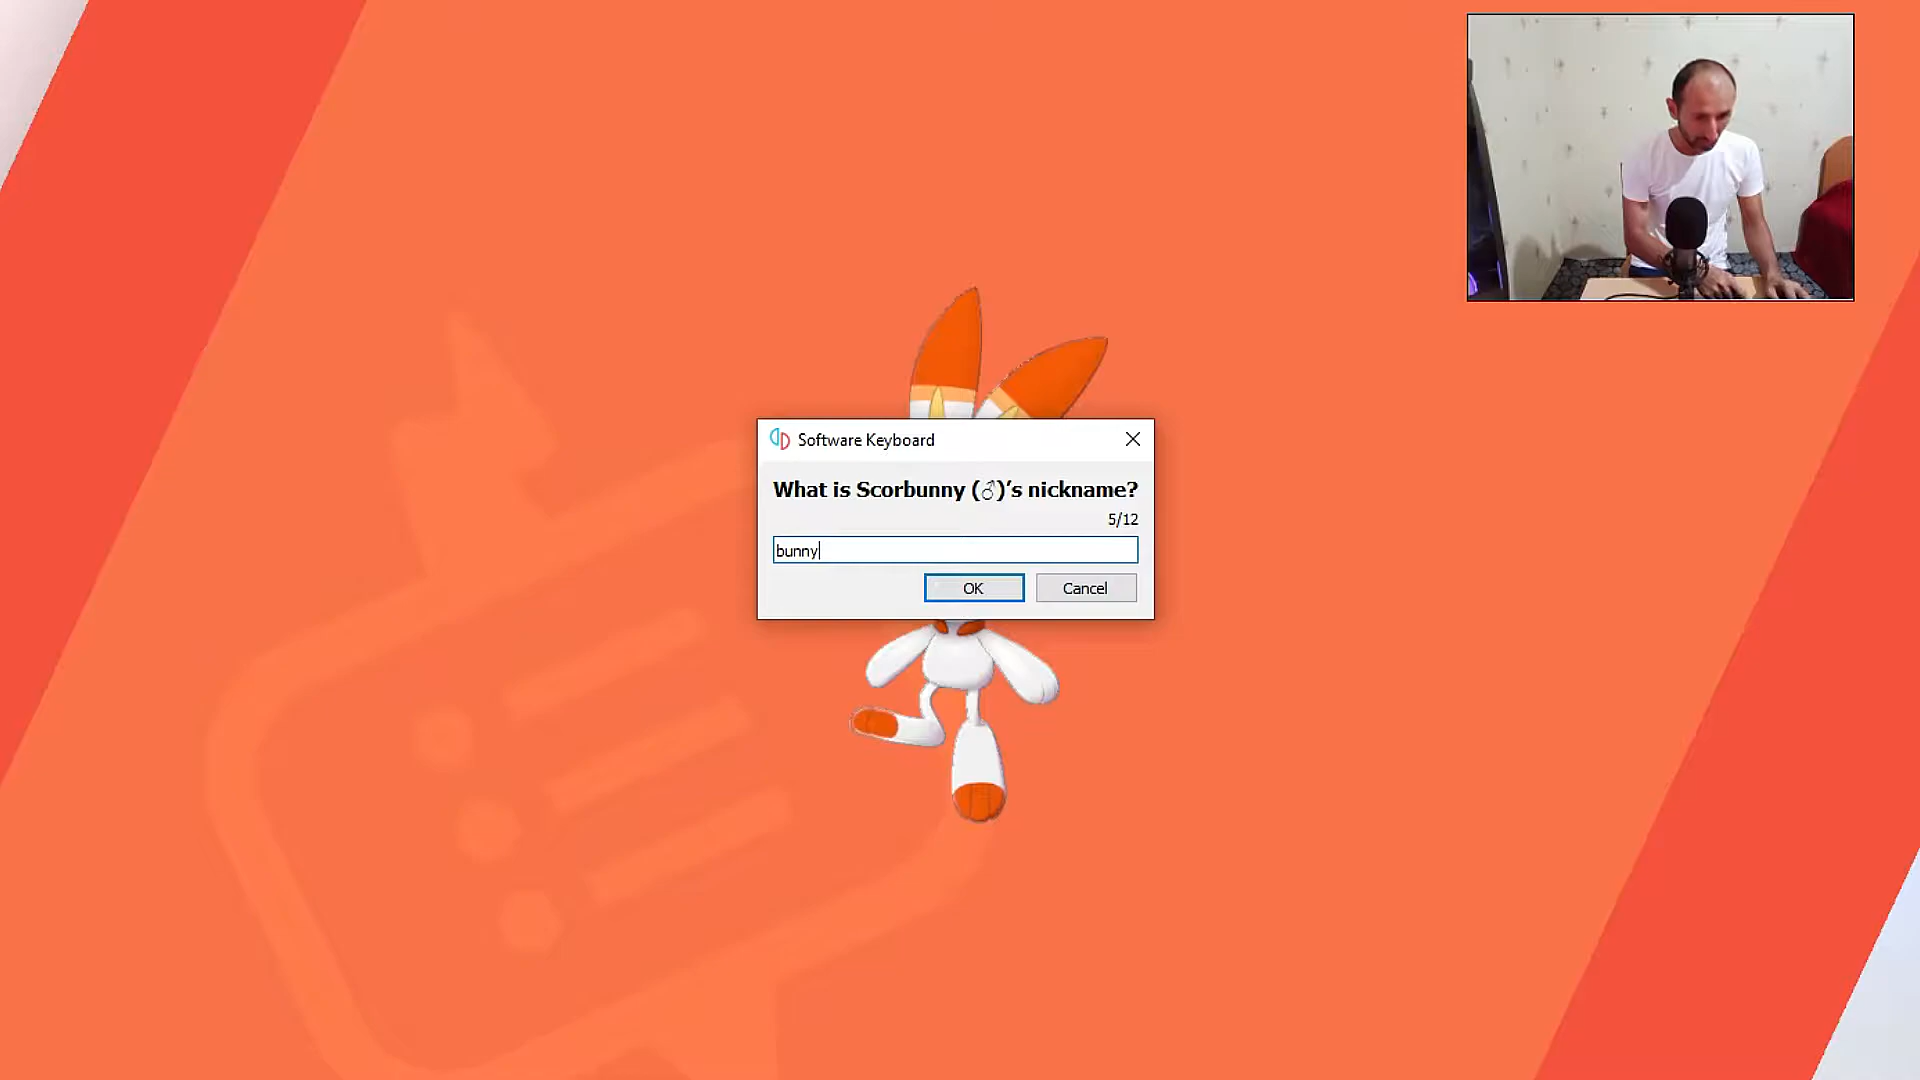 Software Keyboard
What is Scorbunny (♂)'s nickname?
5/12
bunny
OK
Cancel